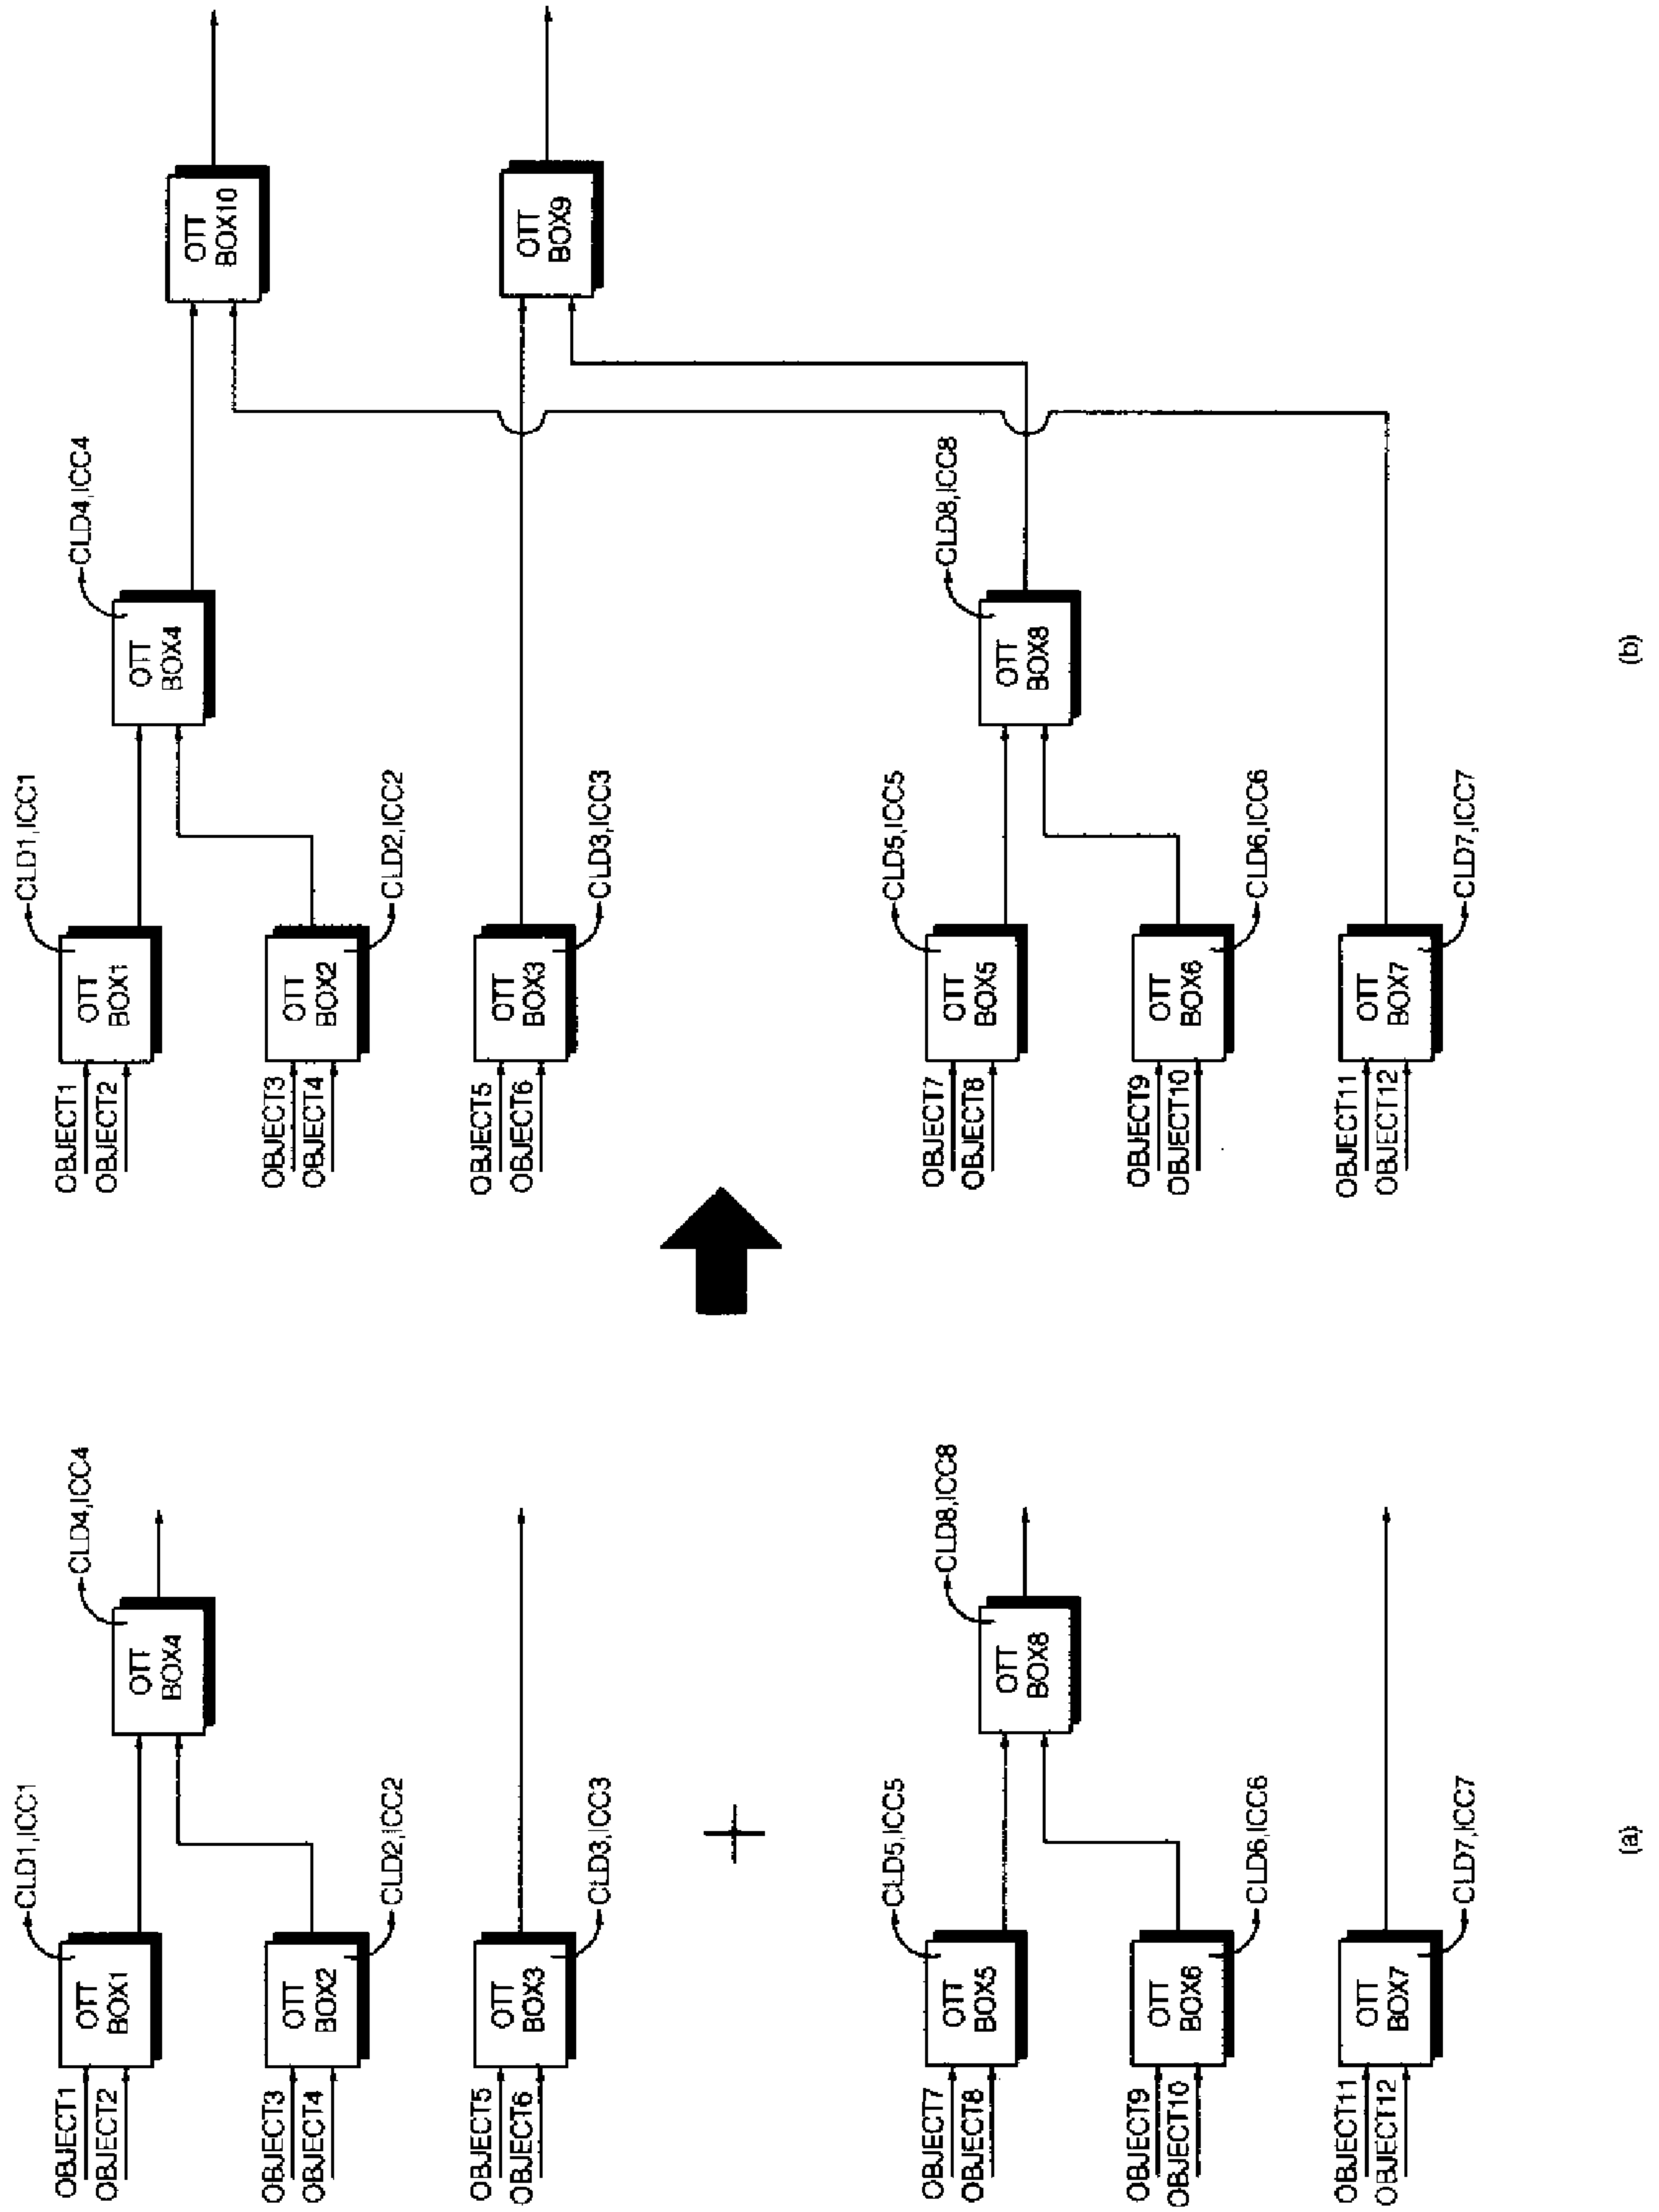 CLD1,ICC1
OBJECT1
OBJECT2
OTT
BOX1
CLD4,ICC4
OTT
BOX4
OBJECT3
OBJECT4
OTT
BOX2
CLD2,ICC2
OBJECT5
OBJECT6
OTT
BOX3
CLD3,ICC3
+
CLD5,ICC5
OBJECT7
OBJECT8
OTT
BOX5
CLD8,ICC8
OTT
BOX8
OBJECT9
OBJECT10
OTT
BOX6
CLD6,ICC6
OBJECT11
OBJECT12
OTT
BOX7
CLD7,ICC7
(a)
CLD1,ICC1
OBJECT1
OBJECT2
OTT
BOX1
CLD4,ICC4
OTT
BOX4
OTT
BOX10
OBJECT3
OBJECT4
OTT
BOX2
CLD2,ICC2
OBJECT5
OBJECT6
OTT
BOX3
CLD3,ICC3
OTT
BOX9
CLD5,ICC5
OBJECT7
OBJECT8
OTT
BOX5
CLD8,ICC8
OTT
BOX8
OBJECT9
OBJECT10
OTT
BOX6
CLD6,ICC6
OBJECT11
OBJECT12
OTT
BOX7
CLD7,ICC7
(b)